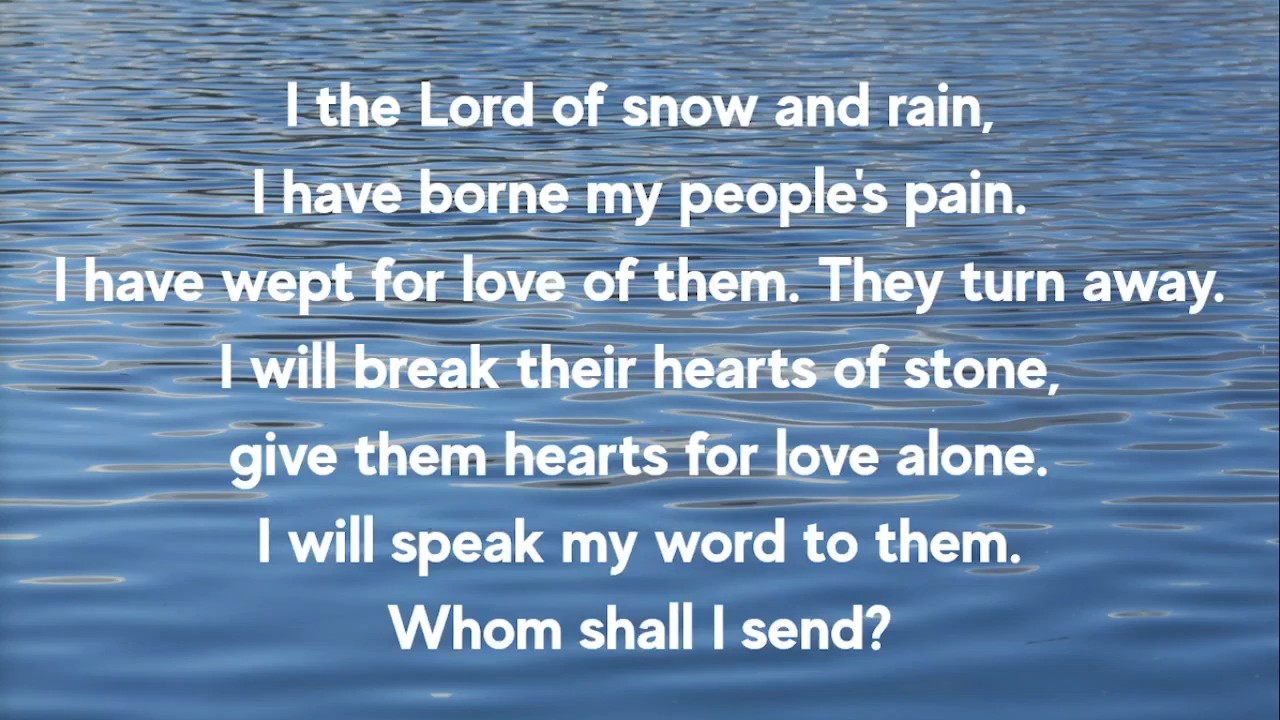 I the Lord of snow and rain,
I have borne my people's pain.
I have wept for love of them. They turn away.
I will break their hearts of stone,
give them hearts for love alone.
I will speak my word to them.
Whom shall I send?